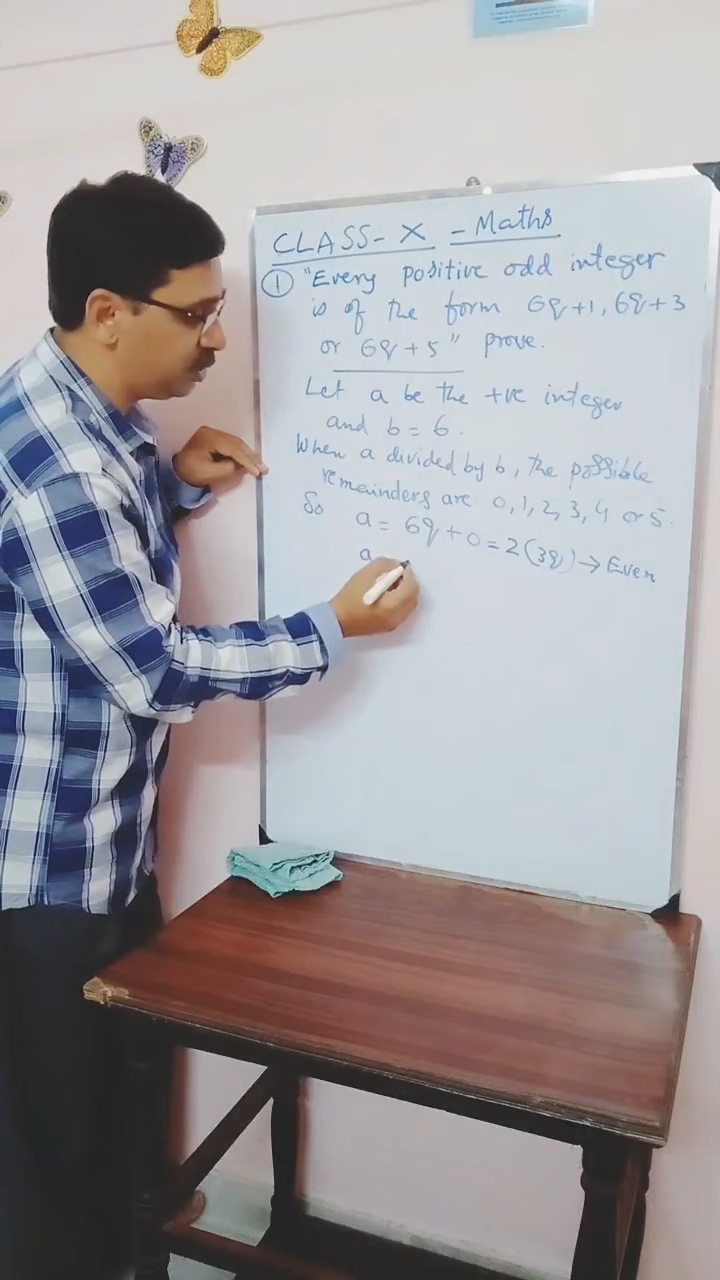 CLASS - X - Maths
① "Every positive odd integer
is of the form 6q+1, 6q+3
or 6q+5" prove.
Let a be the +ve integer
and b = 6.
When a divided by b, the possible
remainders are 0, 1, 2, 3, 4 or 5.
So a = 6q + 0 = 2(3q) → Even
a